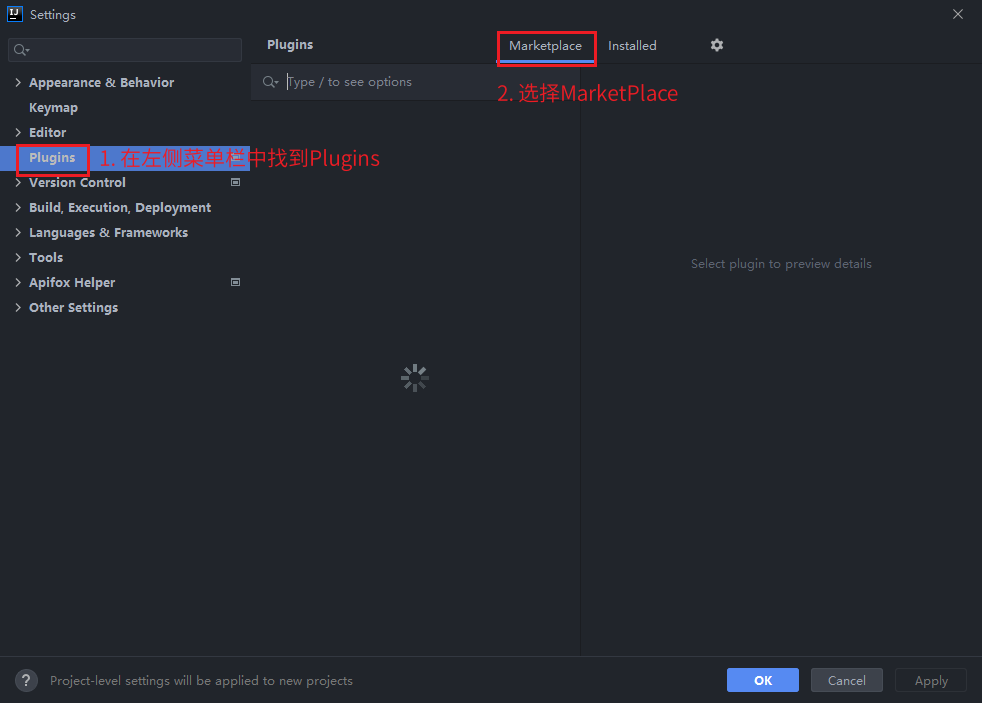 Settings
Plugins
Marketplace
Installed
Type / to see options
2. 选择MarketPlace
Appearance & Behavior
Keymap
Editor
Plugins
1. 在左侧菜单栏中找到Plugins
Version Control
Build, Execution, Deployment
Languages & Frameworks
Tools
Apifox Helper
Other Settings
Select plugin to preview details
?
Project-level settings will be applied to new projects
OK
Cancel
Apply